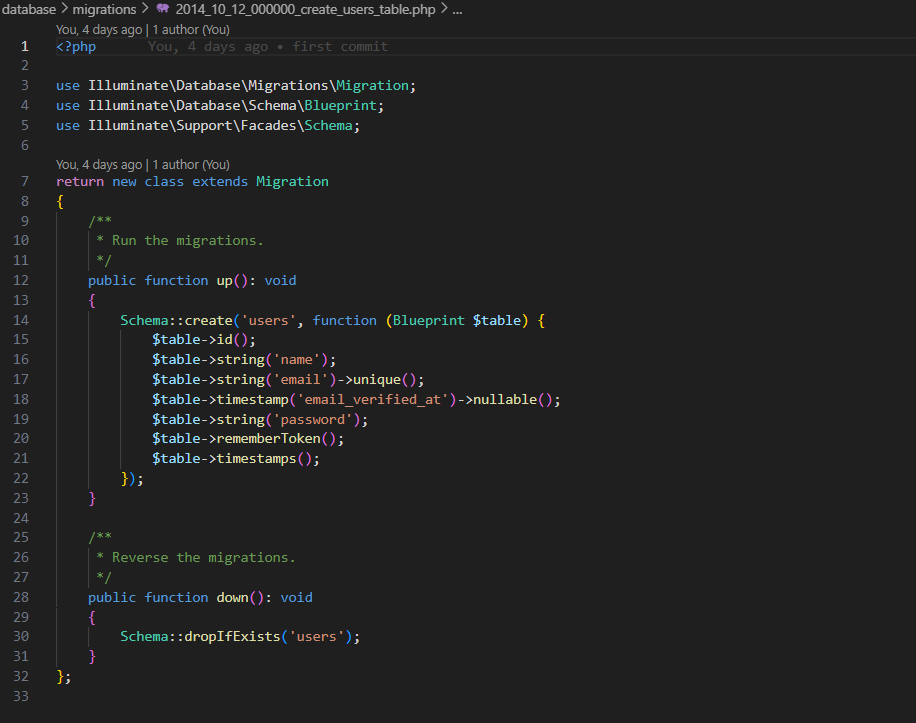 database > migrations > 2014_10_12_000000_create_users_table.php > ...
You, 4 days ago | 1 author (You)
1 <?php You, 4 days ago • first commit
2
3 use Illuminate\Database\Migrations\Migration;
4 use Illuminate\Database\Schema\Blueprint;
5 use Illuminate\Support\Facades\Schema;
6
You, 4 days ago | 1 author (You)
7 return new class extends Migration
8 {
9     /**
10      * Run the migrations.
11      */
12     public function up(): void
13     {
14         Schema::create('users', function (Blueprint $table) {
15             $table->id();
16             $table->string('name');
17             $table->string('email')->unique();
18             $table->timestamp('email_verified_at')->nullable();
19             $table->string('password');
20             $table->rememberToken();
21             $table->timestamps();
22         });
23     }
24
25     /**
26      * Reverse the migrations.
27      */
28     public function down(): void
29     {
30         Schema::dropIfExists('users');
31     }
32 };
33